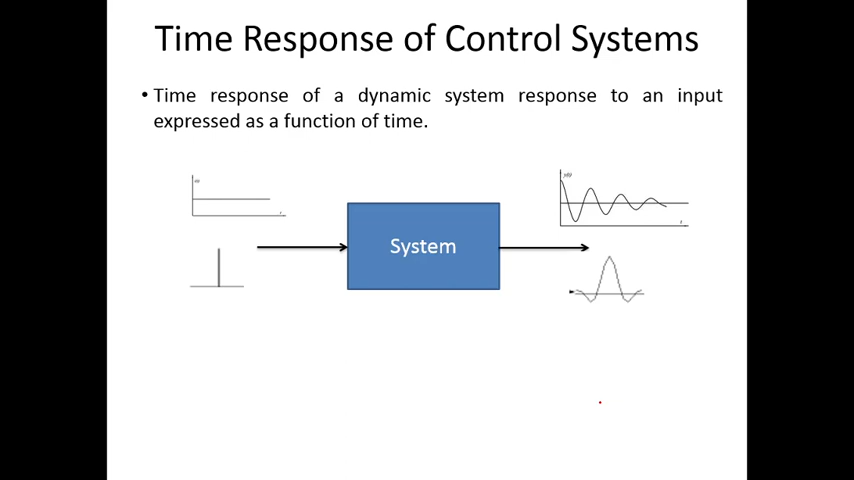 Time Response of Control Systems
• Time response of a dynamic system response to an input
expressed as a function of time.
y(t)
System